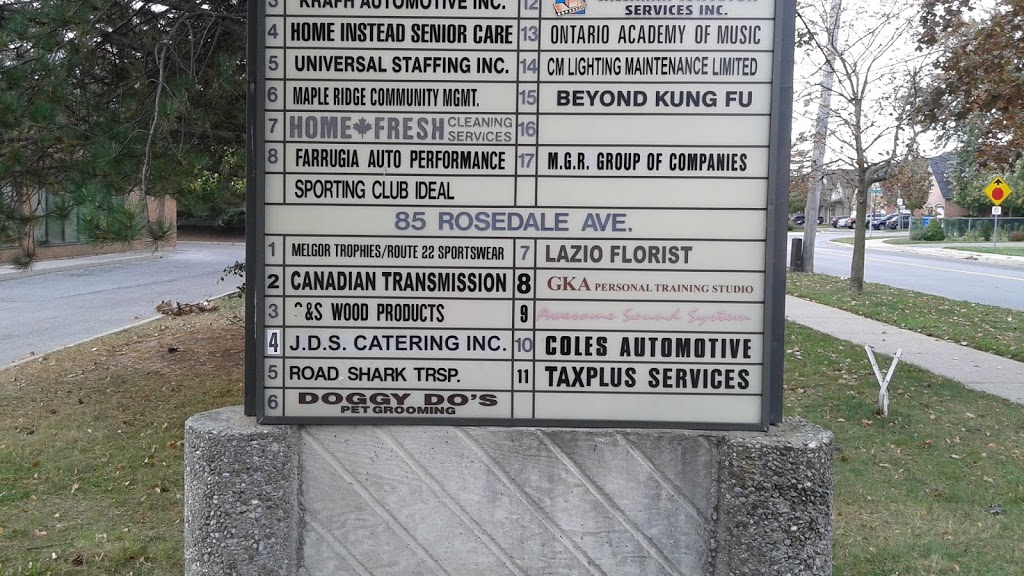 3 KRAPH AUTOMOTIVE INC. 12
SERVICES INC.
4 HOME INSTEAD SENIOR CARE 13 ONTARIO ACADEMY OF MUSIC
5 UNIVERSAL STAFFING INC. 14 CM LIGHTING MAINTENANCE LIMITED
6 MAPLE RIDGE COMMUNITY MGMT. 15 BEYOND KUNG FU
7 HOME FRESH CLEANING SERVICES 16
8 FARRUGIA AUTO PERFORMANCE 17 M.G.R. GROUP OF COMPANIES
SPORTING CLUB IDEAL
85 ROSEDALE AVE.
1 MELGOR TROPHIES/ROUTE 22 SPORTSWEAR 7 LAZIO FLORIST
2 CANADIAN TRANSMISSION 8 GKA PERSONAL TRAINING STUDIO
3 &S WOOD PRODUCTS 9 Awesome Sound System
4 J.D.S. CATERING INC. 10 COLES AUTOMOTIVE
5 ROAD SHARK TRSP. 11 TAXPLUS SERVICES
6 DOGGY DO'S
PET GROOMING